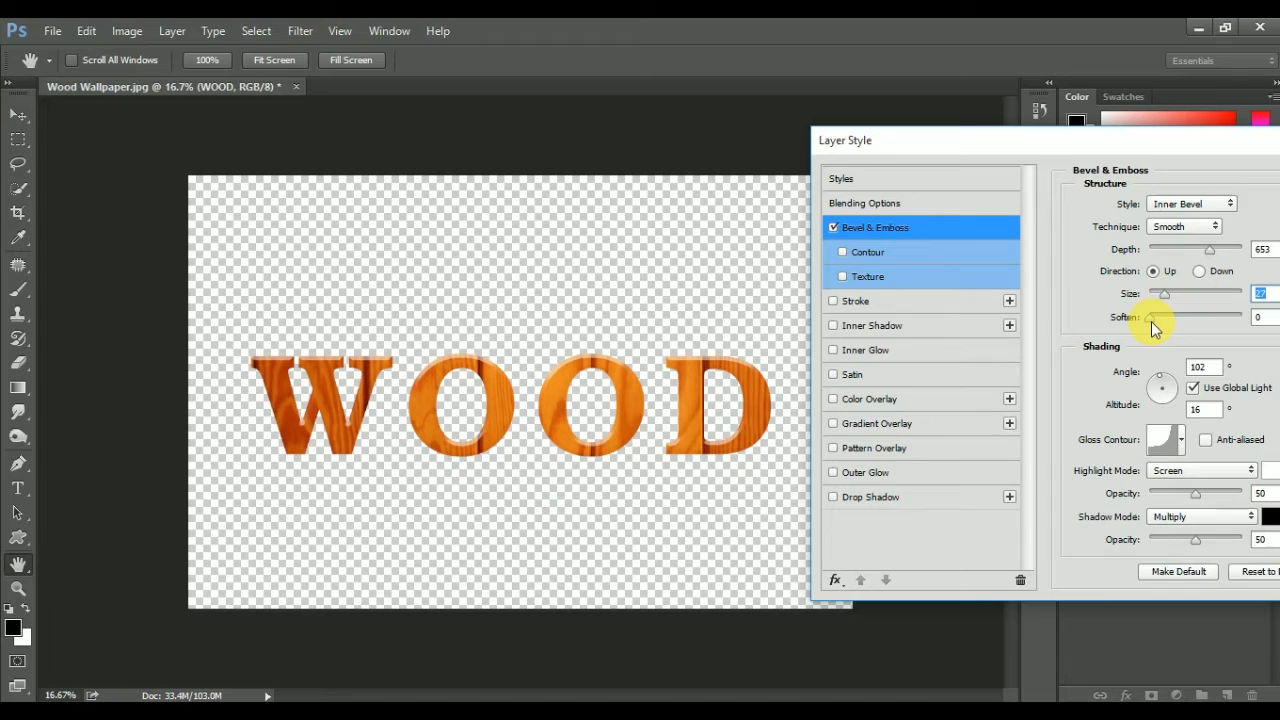 Ps File Edit Image Layer Type Select Filter View Window Help
Scroll All Windows 100% Fit Screen Fill Screen Essentials
Wood Wallpaper.jpg @ 16.7% (WOOD, RGB/8) * ×
Color Swatches
Layer Style
Styles
Blending Options
Bevel & Emboss
Contour
Texture
Stroke
Inner Shadow
Inner Glow
Satin
Color Overlay
Gradient Overlay
Pattern Overlay
Outer Glow
Drop Shadow
fx
Bevel & Emboss
Structure
Style: Inner Bevel
Technique: Smooth
Depth: 653
Direction: Up Down
Size: 27
Soften: 0
Shading
Angle: 102 °
Use Global Light
Altitude: 16 °
Gloss Contour: Anti-aliased
Highlight Mode: Screen
Opacity: 50
Shadow Mode: Multiply
Opacity: 50
Make Default Reset to
WOOD
16.67% Doc: 33.4M/103.0M
fx